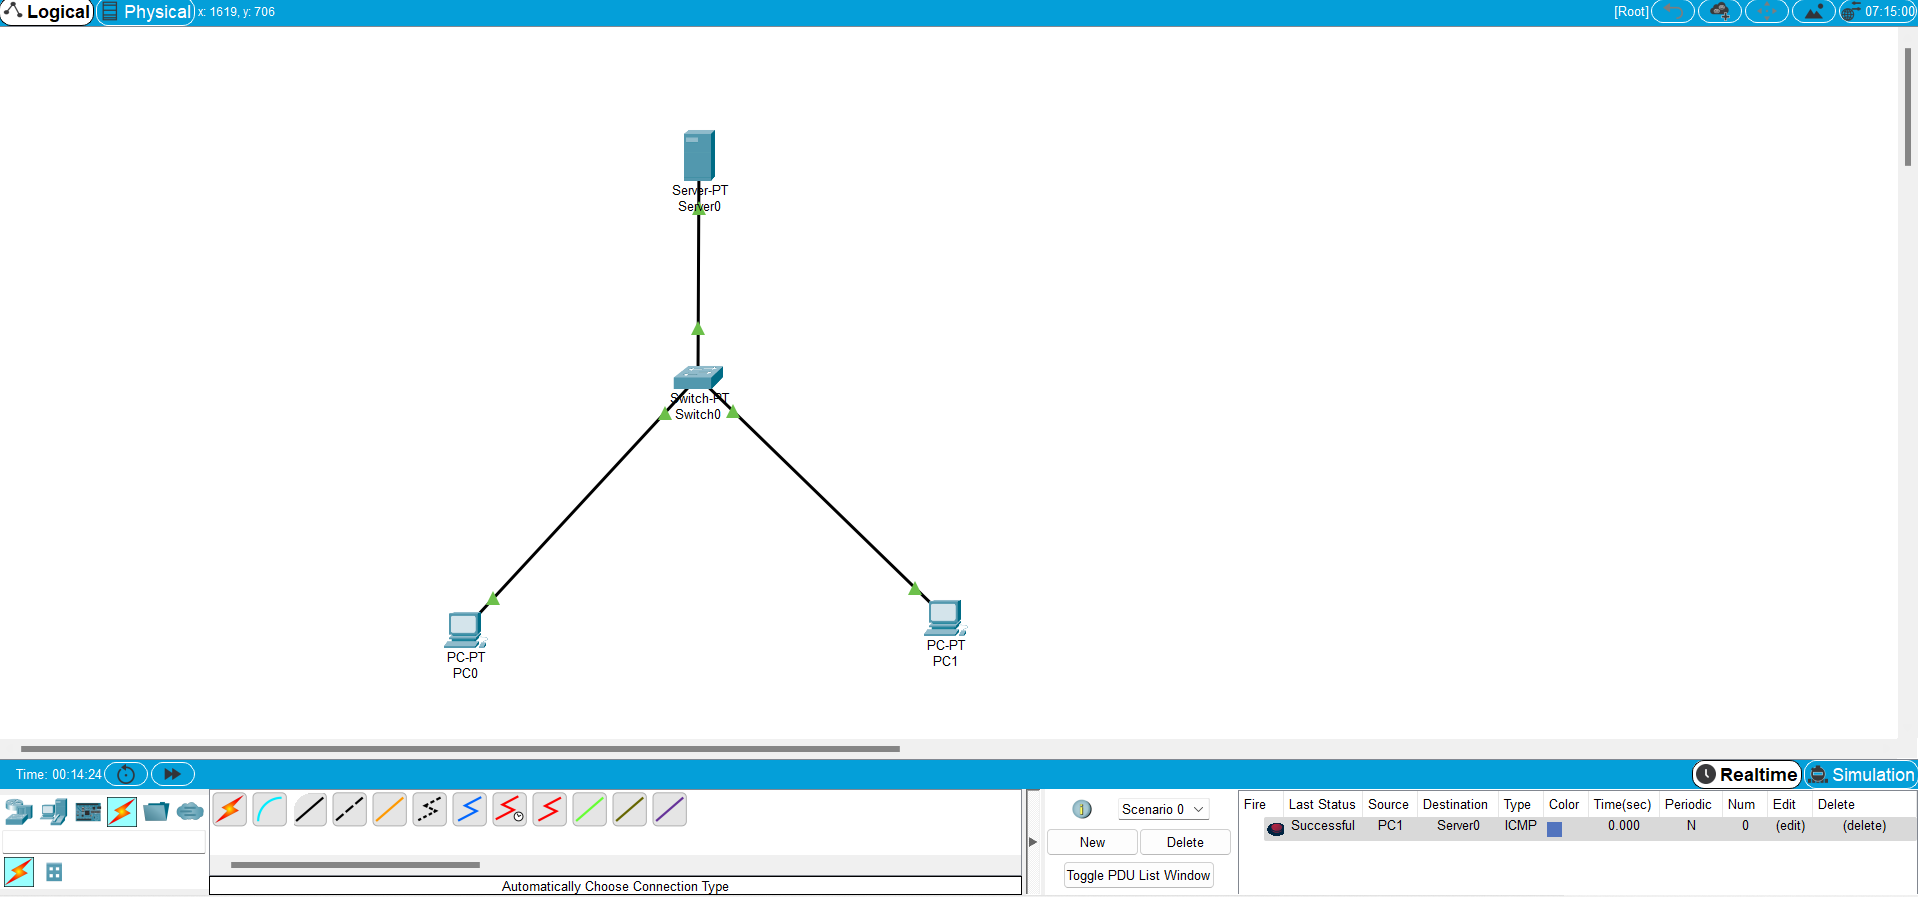 Logical Physical x: 1619, y: 706 [Root] 07:15:00
Server-PT
Server0
Switch-PT
Switch0
PC-PT
PC0
PC-PT
PC1
Time: 00:14:24 Realtime Simulation
Scenario 0
New Delete
Toggle PDU List Window
Fire Last Status Source Destination Type Color Time(sec) Periodic Num Edit Delete
Successful PC1 Server0 ICMP 0.000 N 0 (edit) (delete)
Automatically Choose Connection Type